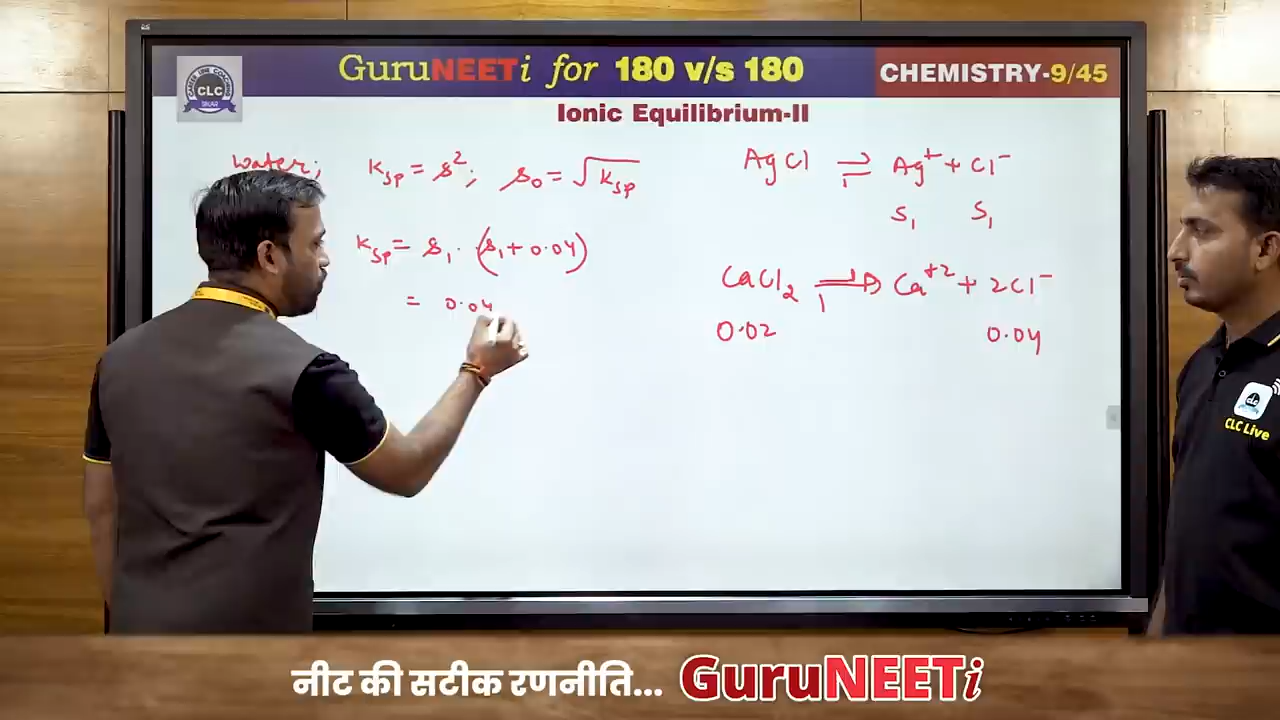 GuruNEETi for 180 v/s 180
CHEMISTRY-9/45
CLC
Ionic Equilibrium-II
water; Ksp = s²; s₀ = √Ksp
Ksp = s₁ · (s₁ + 0.04)
= 0.04
AgCl ⇌ Ag⁺ + Cl⁻
S₁ S₁
CaCl₂ ⇌ Ca⁺² + 2Cl⁻
0.02 0.04
CLC Live
नीट की सटीक रणनीति... GuruNEETi